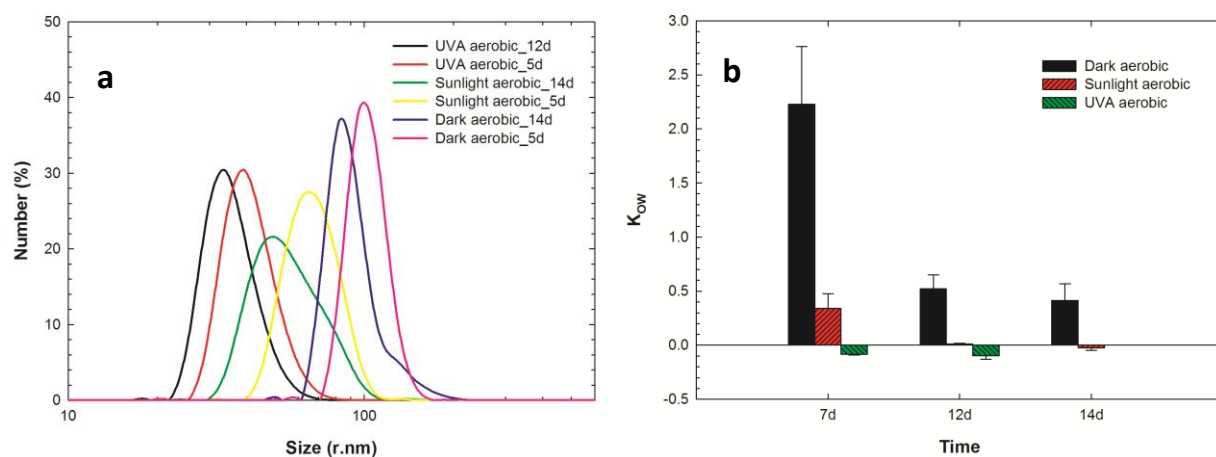 a
50
40
30
20
10
0
Number (%)
UVA aerobic_12d
UVA aerobic_5d
Sunlight aerobic_14d
Sunlight aerobic_5d
Dark aerobic_14d
Dark aerobic_5d
10
100
Size (r.nm)
b
3.0
2.5
2.0
1.5
1.0
0.5
0.0
-0.5
K_OW
Dark aerobic
Sunlight aerobic
UVA aerobic
7d
12d
14d
Time